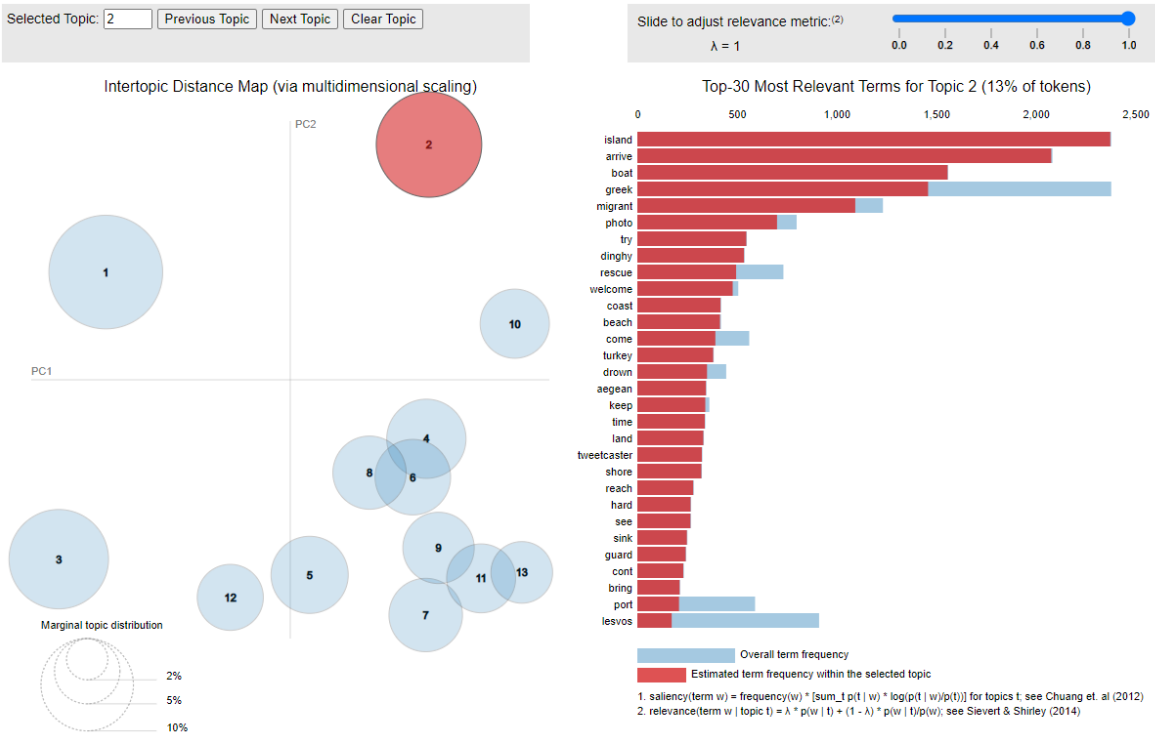 Selected Topic: 2 Previous Topic Next Topic Clear Topic
Slide to adjust relevance metric:(2)
λ = 1
0.0 0.2 0.4 0.6 0.8 1.0
Intertopic Distance Map (via multidimensional scaling)
PC2
PC1
2
1
10
4
8
6
3
5
9
11
13
12
7
Marginal topic distribution
2%
5%
10%
Top-30 Most Relevant Terms for Topic 2 (13% of tokens)
0 500 1,000 1,500 2,000 2,500
island
arrive
boat
greek
migrant
photo
try
dinghy
rescue
welcome
coast
beach
come
turkey
drown
aegean
keep
time
land
tweetcaster
shore
reach
hard
see
sink
guard
cont
bring
port
lesvos
Overall term frequency
Estimated term frequency within the selected topic
1. saliency(term w) = frequency(w) * [sum_t p(t | w) * log(p(t | w)/p(t))] for topics t; see Chuang et. al (2012)
2. relevance(term w | topic t) = λ * p(w | t) + (1 - λ) * p(w | t)/p(w); see Sievert & Shirley (2014)